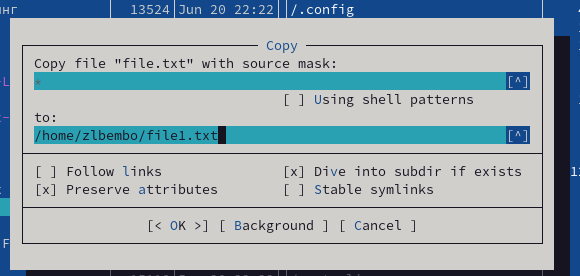 нг 13524 Jun 20 22:22 /.config
Copy
Copy file "file.txt" with source mask:
* [^]
[ ] Using shell patterns
to:
/home/zlbembo/file1.txt [^]
[ ] Follow links [x] Dive into subdir if exists
[x] Preserve attributes [ ] Stable symlinks
[< OK >] [ Background ] [ Cancel ]